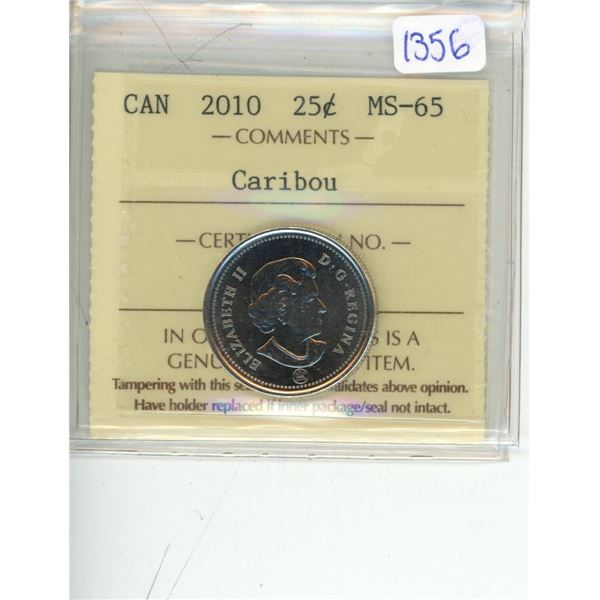 1356
CAN 2010 25¢ MS-65
— COMMENTS —
Caribou
— CERT NO. —
ELIZABETH II D·G·REGINA
IN O S IS A
GENU ITEM.
Tampering with this se lidates above opinion.
Have holder replaced if inner package/seal not intact.